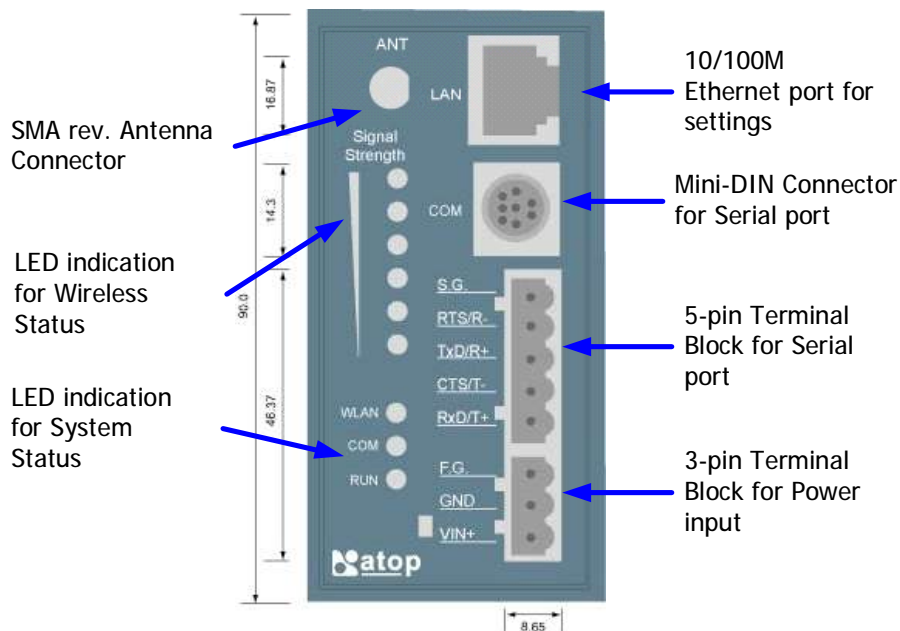 SMA rev. Antenna
Connector
LED indication
for Wireless
Status
LED indication
for System
Status
90.0
16.87
14.3
46.37
ANT
LAN
Signal
Strength
COM
S.G.
RTS/R-
TxD/R+
CTS/T-
RxD/T+
WLAN
COM
RUN
F.G.
GND
VIN+
atop
8.65
10/100M
Ethernet port for
settings
Mini-DIN Connector
for Serial port
5-pin Terminal
Block for Serial
port
3-pin Terminal
Block for Power
input